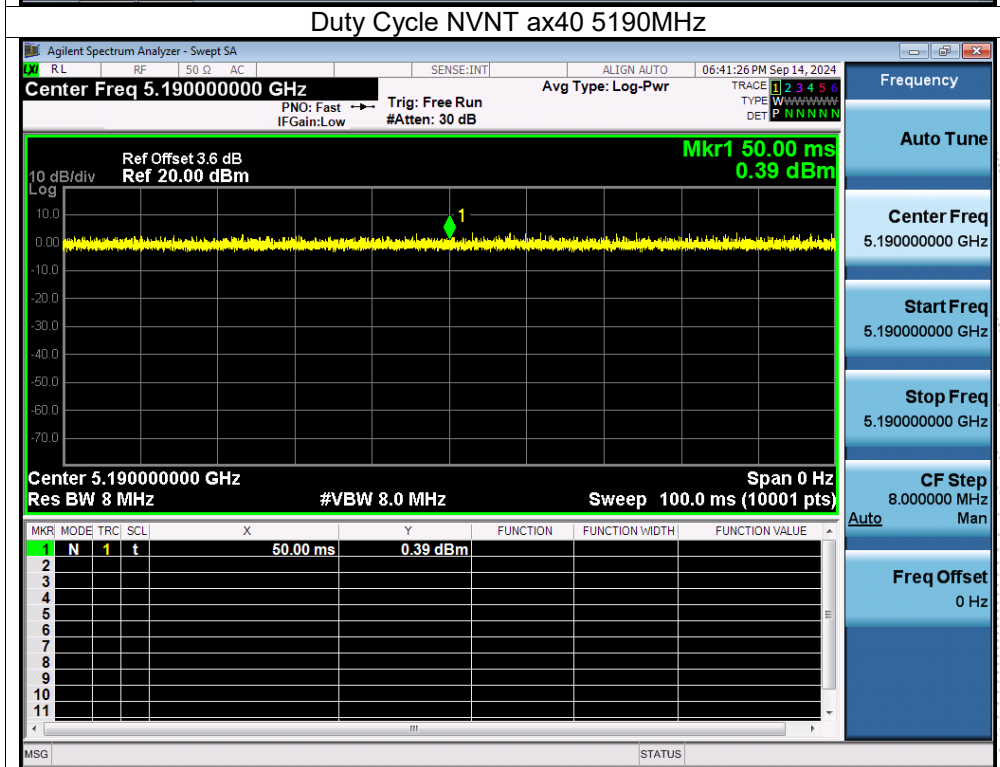 Duty Cycle NVNT ax40 5190MHz
Agilent Spectrum Analyzer - Swept SA
LXI RL RF 50 Ω AC SENSE:INT ALIGN AUTO 06:41:26 PM Sep 14, 2024
Center Freq 5.190000000 GHz
PNO: Fast
IFGain:Low
Trig: Free Run
#Atten: 30 dB
Avg Type: Log-Pwr
TRACE 1 2 3 4 5 6
TYPE WWWWWW
DET P N N N N N
Ref Offset 3.6 dB
Ref 20.00 dBm
10 dB/div
Log
Mkr1 50.00 ms
0.39 dBm
1
10.0
0.00
-10.0
-20.0
-30.0
-40.0
-50.0
-60.0
-70.0
Center 5.190000000 GHz Span 0 Hz
Res BW 8 MHz #VBW 8.0 MHz Sweep 100.0 ms (10001 pts)
MKR MODE TRC SCL X Y FUNCTION FUNCTION WIDTH FUNCTION VALUE
1 N 1 t 50.00 ms 0.39 dBm
2
3
4
5
6
7
8
9
10
11
MSG STATUS
Frequency
Auto Tune
Center Freq
5.190000000 GHz
Start Freq
5.190000000 GHz
Stop Freq
5.190000000 GHz
CF Step
8.000000 MHz
Auto Man
Freq Offset
0 Hz